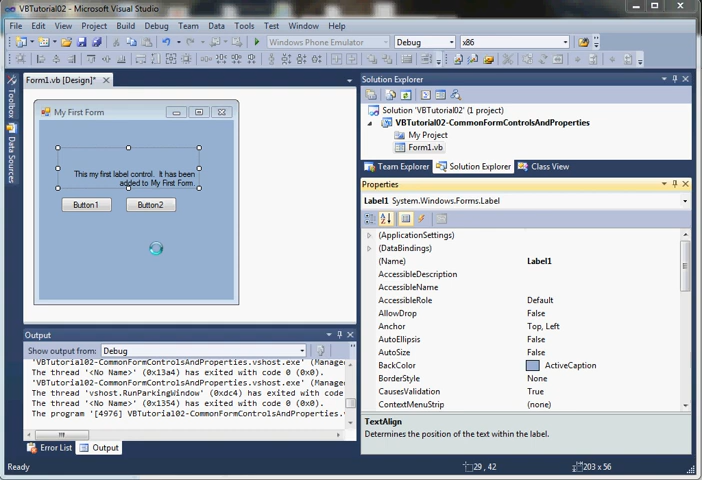 VBTutorial02 - Microsoft Visual Studio
File Edit View Project Build Debug Team Data Tools Test Window Help
Windows Phone Emulator Debug x86
Form1.vb [Design]*
Toolbox
Data Sources
My First Form
This my first label control. It has been
added to My First Form.
Button1 Button2
Solution Explorer
Solution 'VBTutorial02' (1 project)
VBTutorial02-CommonFormControlsAndProperties
My Project
Form1.vb
Team Explorer Solution Explorer Class View
Properties
Label1 System.Windows.Forms.Label
(ApplicationSettings)
(DataBindings)
(Name) Label1
AccessibleDescription
AccessibleName
AccessibleRole Default
AllowDrop False
Anchor Top, Left
AutoEllipsis False
AutoSize False
BackColor ActiveCaption
BorderStyle None
CausesValidation True
ContextMenuStrip (none)
TextAlign
Determines the position of the text within the label.
Output
Show output from: Debug
'VBTutorial02-CommonFormControlsAndProperties.vshost.exe' (Manage
The thread '<No Name>' (0x13a4) has exited with code 0 (0x0).
'VBTutorial02-CommonFormControlsAndProperties.vshost.exe' (Manage
The thread 'vshost.RunParkingWindow' (0xdc4) has exited with code
The thread '<No Name>' (0x1354) has exited with code 0 (0x0).
The program '[4976] VBTutorial02-CommonFormControlsAndProperties.
Error List Output
Ready 29 , 42 203 x 56